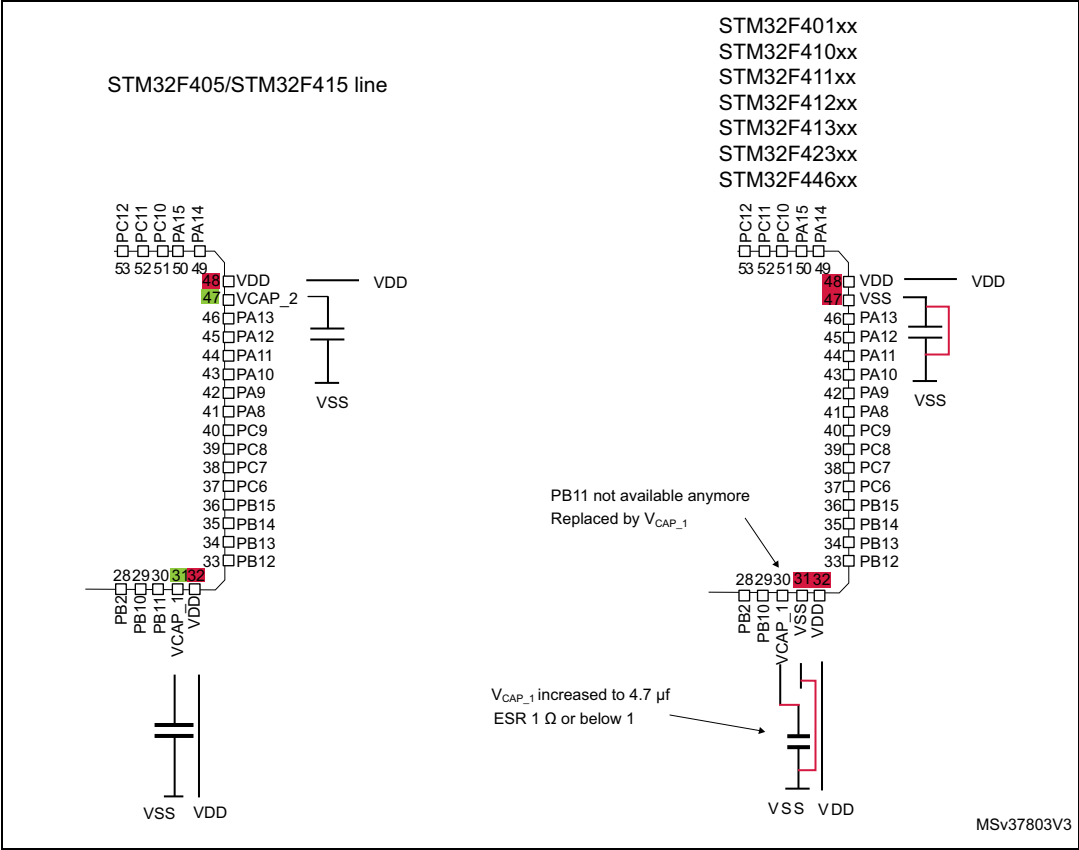 STM32F405/STM32F415 line
PC12
PC11
PC10
PA15
PA14
53 52 51 50 49
48 VDD
VDD
47 VCAP_2
46 PA13
45 PA12
44 PA11
43 PA10
42 PA9
41 PA8
40 PC9
39 PC8
38 PC7
37 PC6
36 PB15
35 PB14
34 PB13
33 PB12
VSS
28 29 30 31 32
PB2
PB10
PB11
VCAP_1
VDD
VSS VDD
STM32F401xx
STM32F410xx
STM32F411xx
STM32F412xx
STM32F413xx
STM32F423xx
STM32F446xx
PC12
PC11
PC10
PA15
PA14
53 52 51 50 49
48 VDD
VDD
47 VSS
46 PA13
45 PA12
44 PA11
43 PA10
42 PA9
41 PA8
40 PC9
39 PC8
38 PC7
37 PC6
36 PB15
35 PB14
34 PB13
33 PB12
VSS
PB11 not available anymore
Replaced by VCAP_1
28 29 30 31 32
PB2
PB10
VCAP_1
VSS
VDD
VCAP_1 increased to 4.7 µf
ESR 1 Ω or below 1
VSS VDD
MSv37803V3